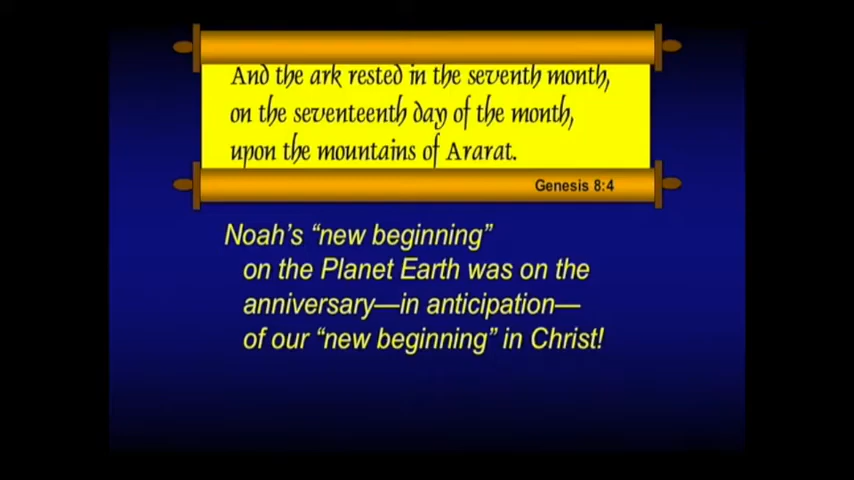 And the ark rested in the seventh month,
on the seventeenth day of the month,
upon the mountains of Ararat.
Genesis 8:4
Noah's “new beginning”
on the Planet Earth was on the
anniversary—in anticipation—
of our “new beginning” in Christ!